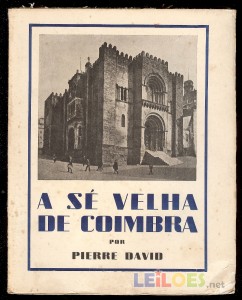 A SÉ VELHA
DE COIMBRA
POR
PIERRE DAVID
LEiLOES.net